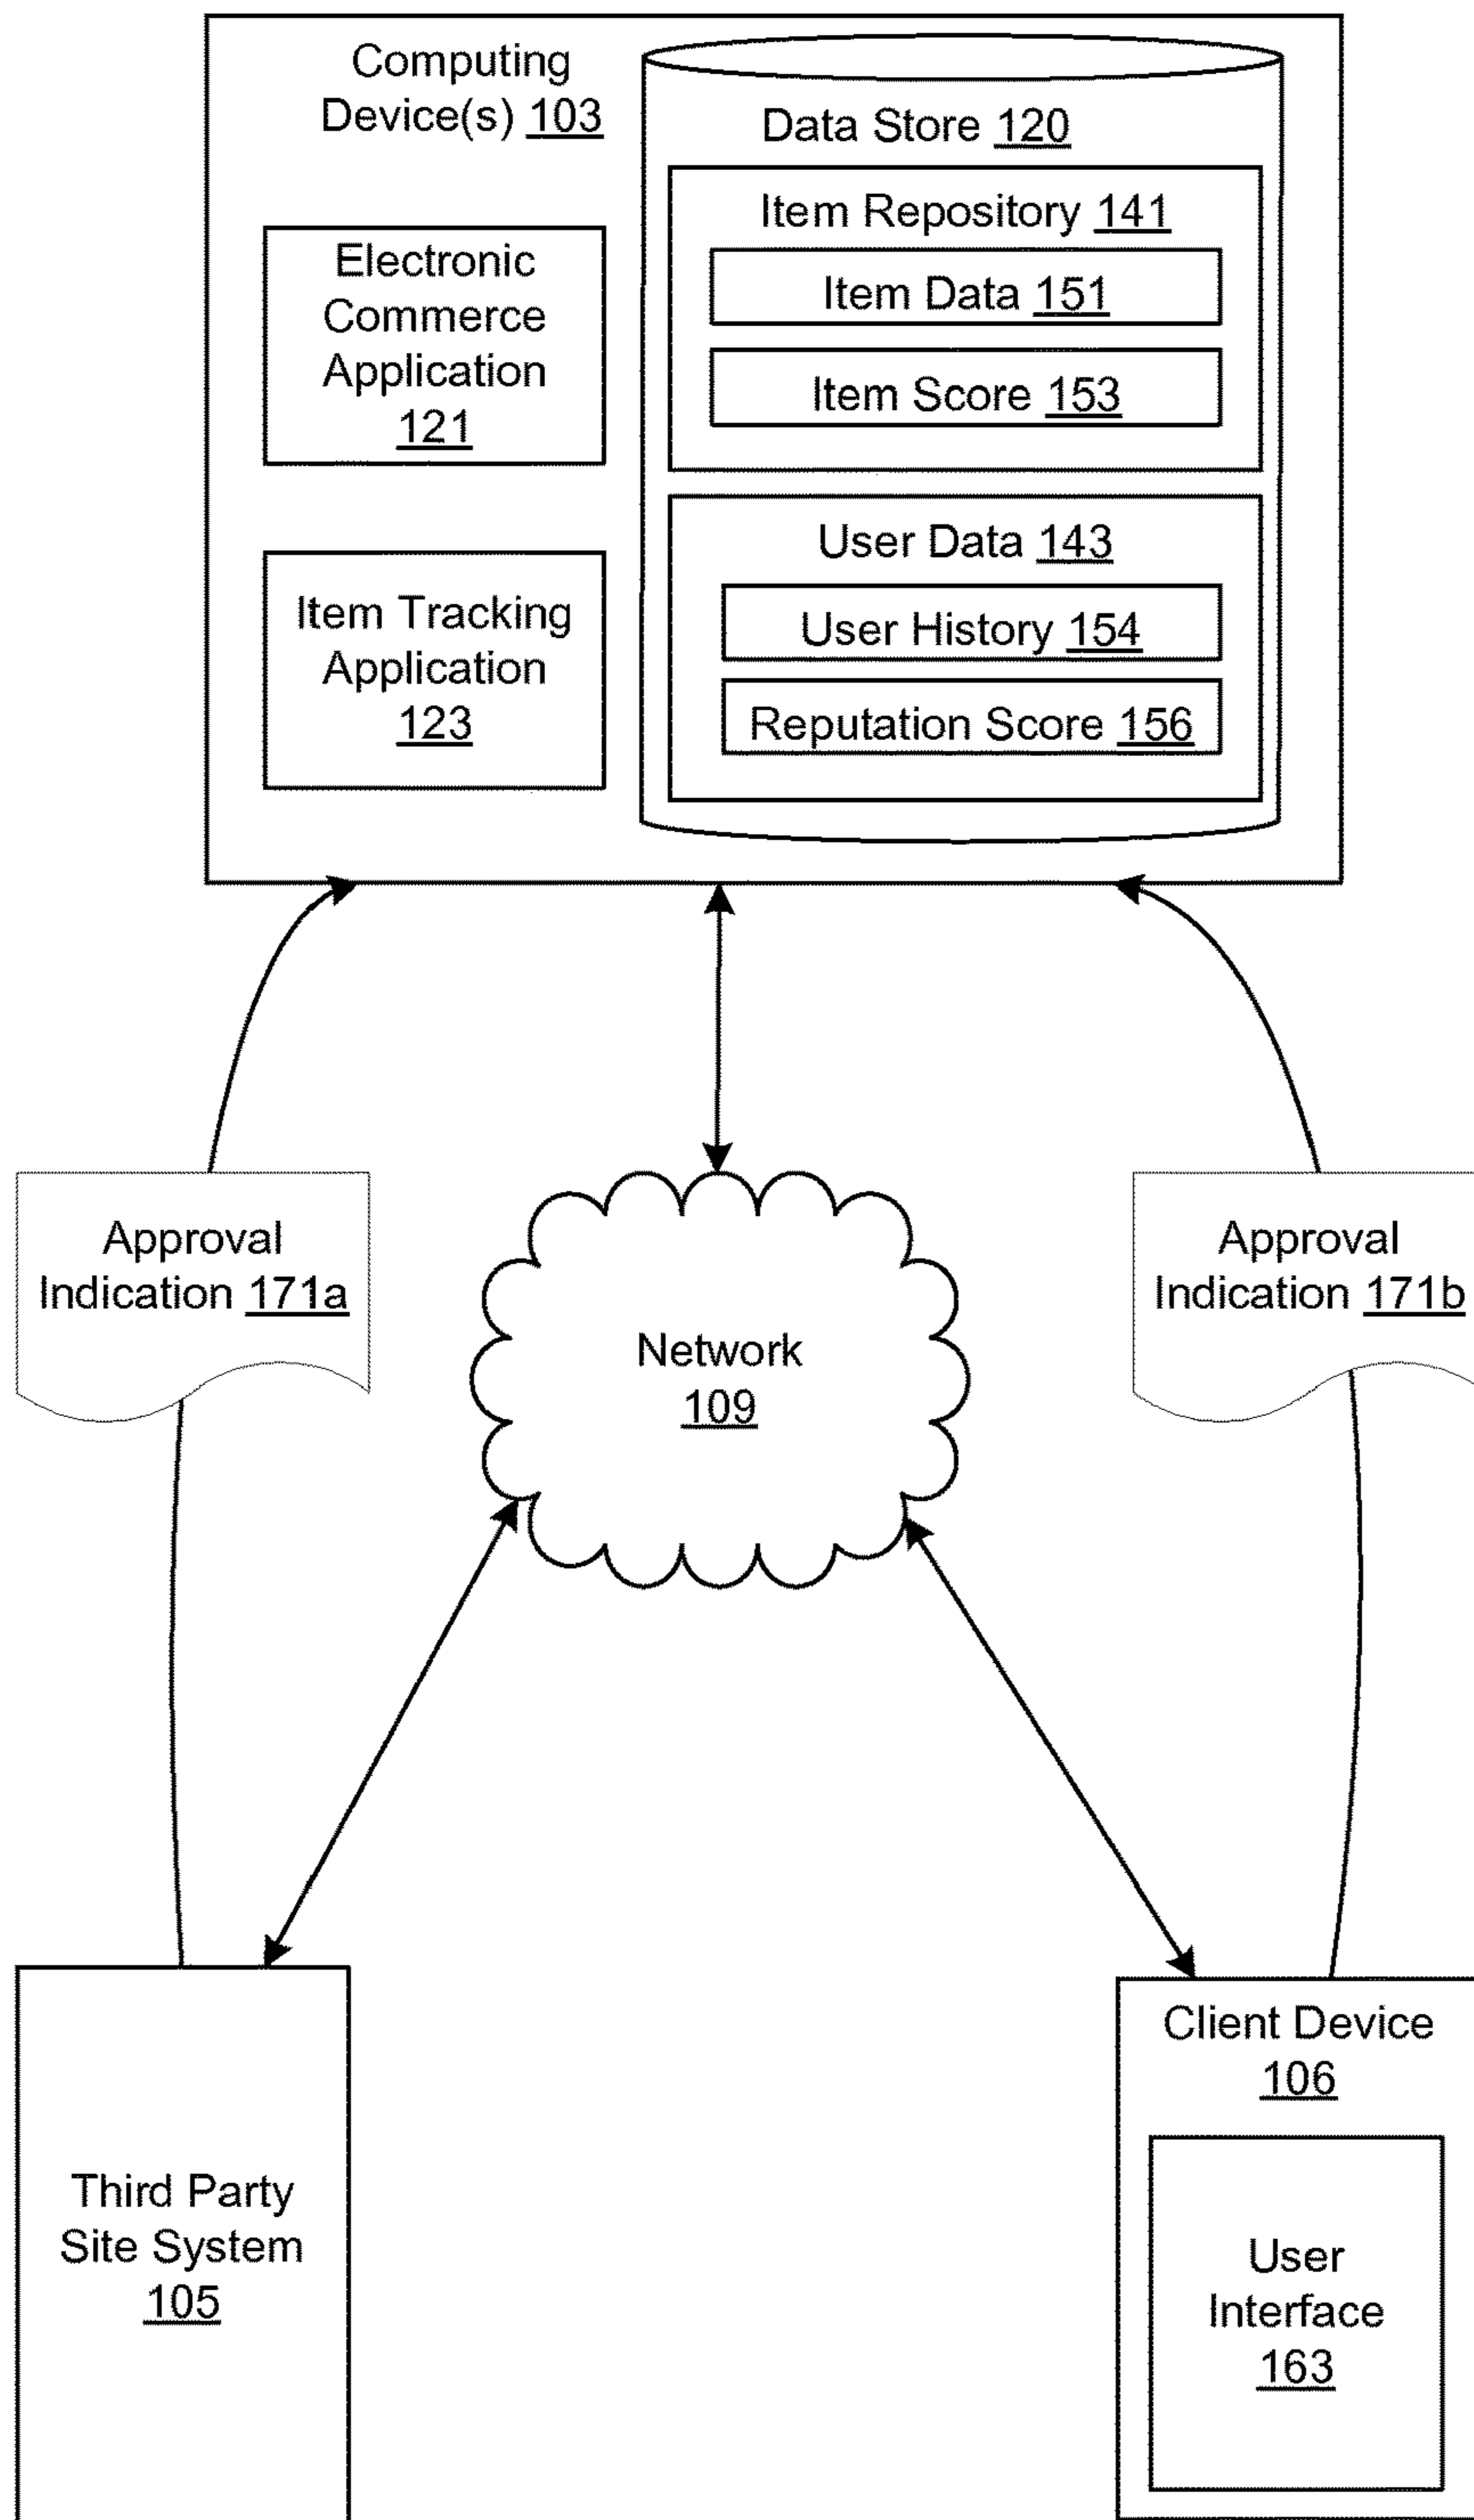 Computing
Device(s) 103
Data Store 120
Item Repository 141
Item Data 151
Item Score 153
Electronic
Commerce
Application
121
User Data 143
User History 154
Reputation Score 156
Item Tracking
Application
123
Approval
Indication 171a
Approval
Indication 171b
Network
109
Third Party
Site System
105
Client Device
106
User
Interface
163